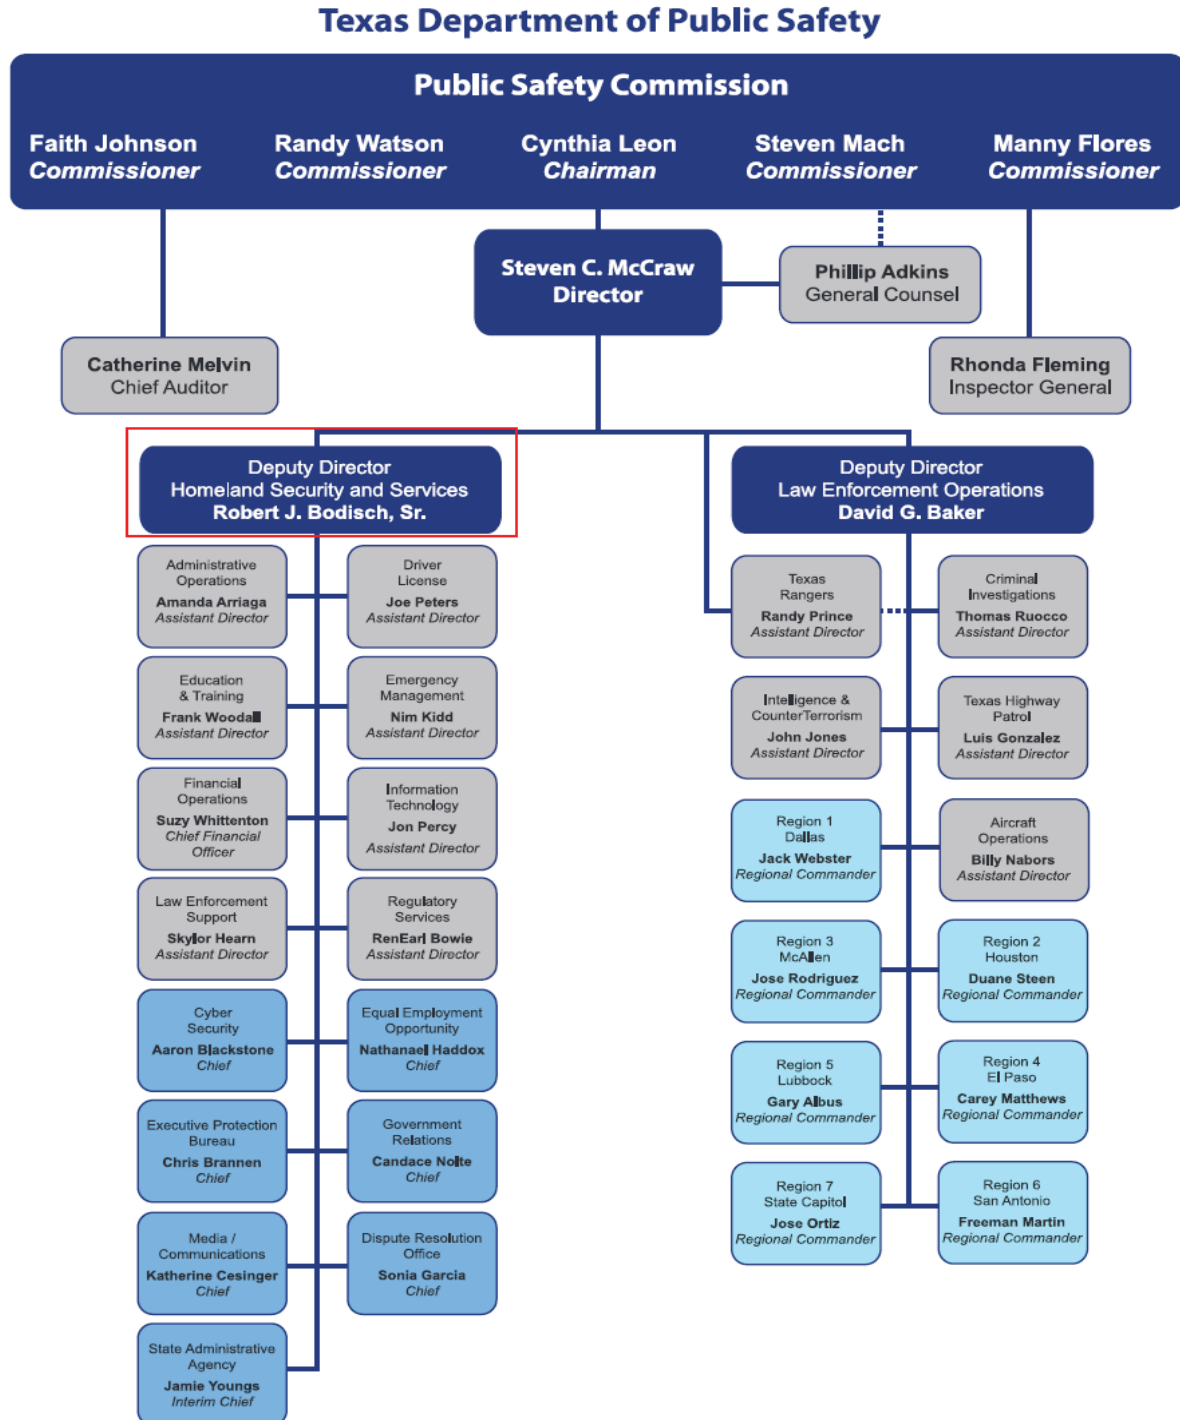 Texas Department of Public Safety
Public Safety Commission
Faith Johnson
Commissioner
Randy Watson
Commissioner
Cynthia Leon
Chairman
Steven Mach
Commissioner
Manny Flores
Commissioner
Steven C. McCraw
Director
Phillip Adkins
General Counsel
Catherine Melvin
Chief Auditor
Rhonda Fleming
Inspector General
Deputy Director
Homeland Security and Services
Robert J. Bodisch, Sr.
Administrative
Operations
Amanda Arriaga
Assistant Director
Driver
License
Joe Peters
Assistant Director
Education
& Training
Frank Woodall
Assistant Director
Emergency
Management
Nim Kidd
Assistant Director
Financial
Operations
Suzy Whittenton
Chief Financial
Officer
Information
Technology
Jon Percy
Assistant Director
Law Enforcement
Support
Skylor Hearn
Assistant Director
Regulatory
Services
RenEarl Bowie
Assistant Director
Cyber
Security
Aaron Blackstone
Chief
Equal Employment
Opportunity
Nathanael Haddox
Chief
Executive Protection
Bureau
Chris Brannen
Chief
Government
Relations
Candace Nolte
Chief
Media /
Communications
Katherine Cesinger
Chief
Dispute Resolution
Office
Sonia Garcia
Chief
State Administrative
Agency
Jamie Youngs
Interim Chief
Deputy Director
Law Enforcement Operations
David G. Baker
Texas
Rangers
Randy Prince
Assistant Director
Criminal
Investigations
Thomas Ruocco
Assistant Director
Intelligence &
CounterTerrorism
John Jones
Assistant Director
Texas Highway
Patrol
Luis Gonzalez
Assistant Director
Region 1
Dallas
Jack Webster
Regional Commander
Aircraft
Operations
Billy Nabors
Assistant Director
Region 3
McAllen
Jose Rodriguez
Regional Commander
Region 2
Houston
Duane Steen
Regional Commander
Region 5
Lubbock
Gary Albus
Regional Commander
Region 4
El Paso
Carey Matthews
Regional Commander
Region 7
State Capitol
Jose Ortiz
Regional Commander
Region 6
San Antonio
Freeman Martin
Regional Commander